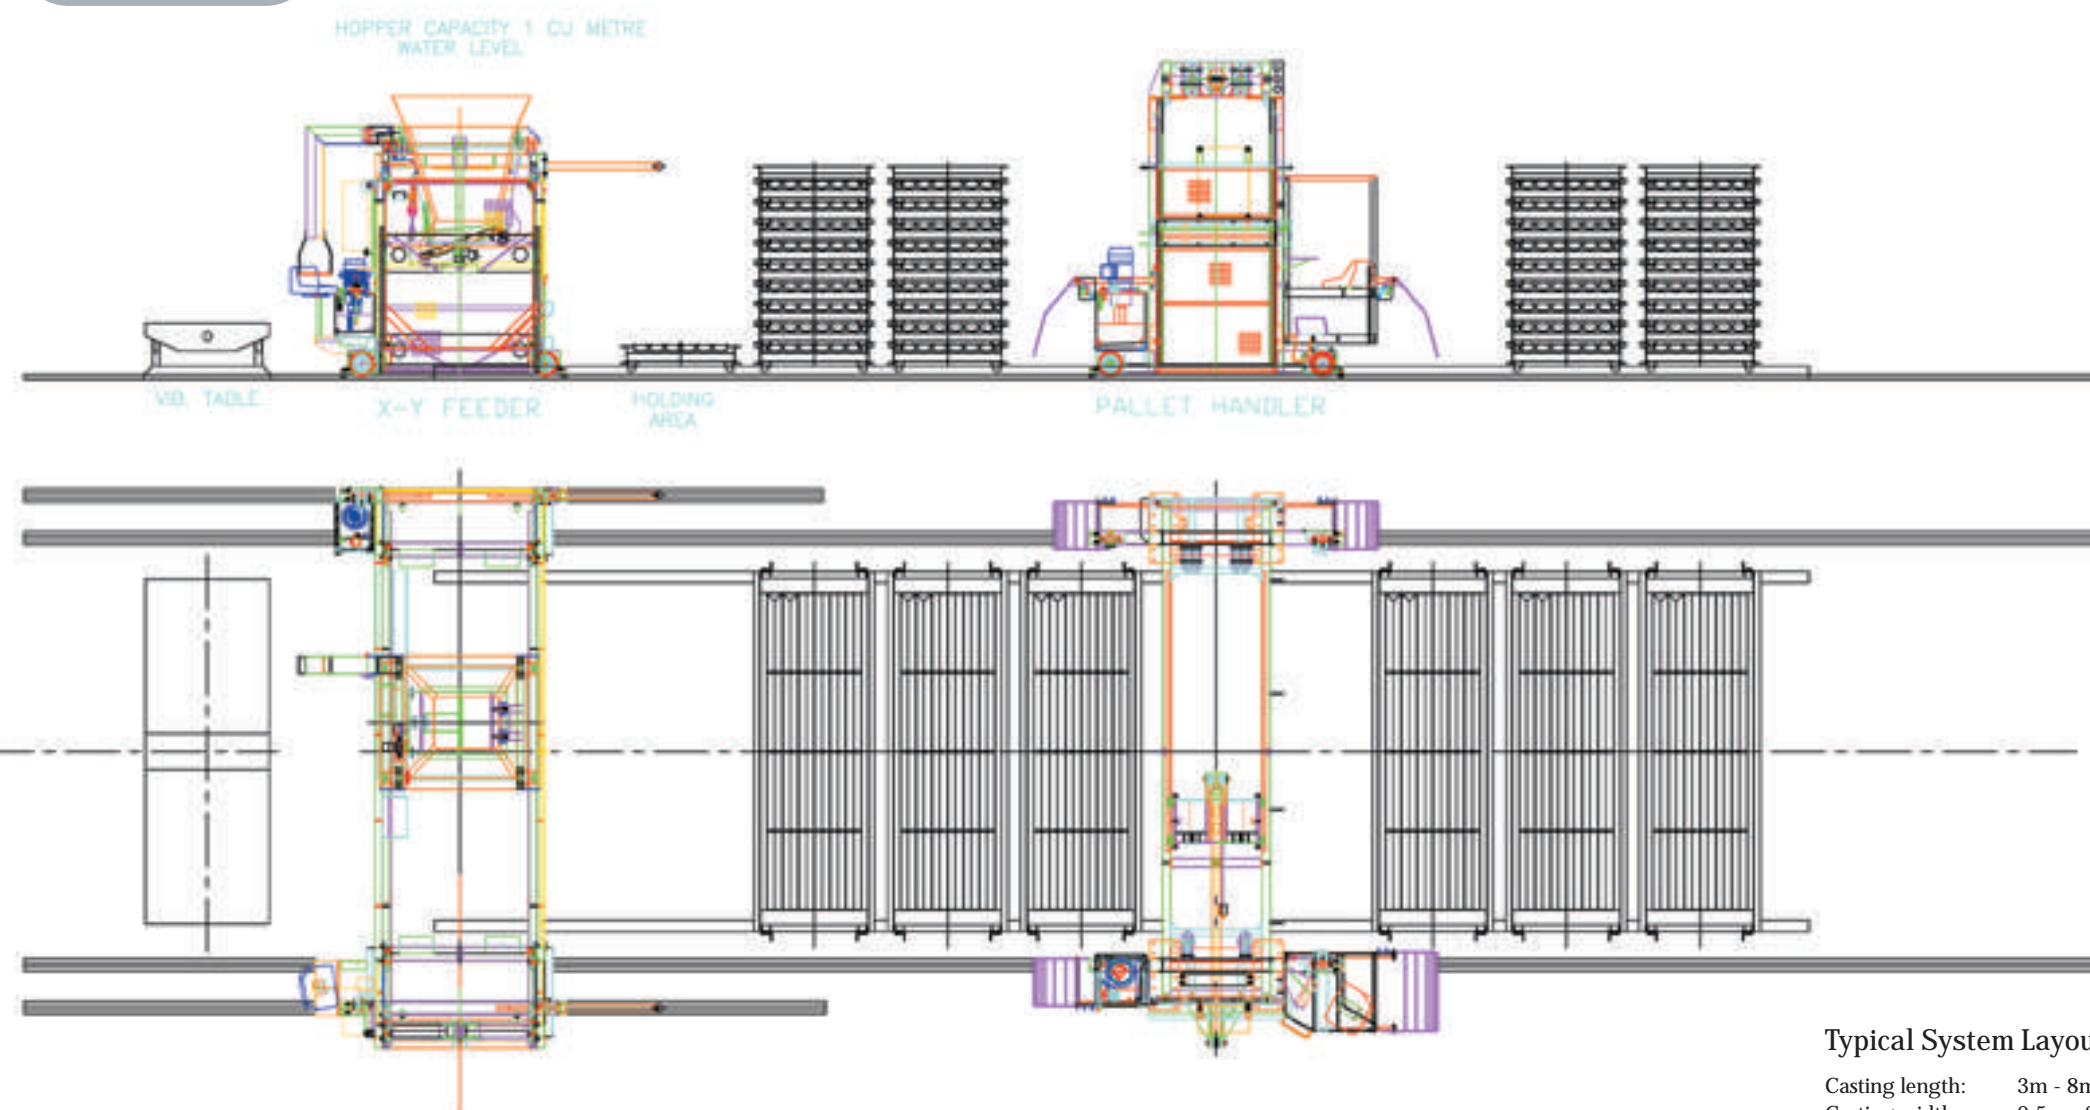 HOPPER CAPACITY 1 CU METRE
WATER LEVEL
VIB. TABLE
X-Y FEEDER
HOLDING
AREA
PALLET HANDLER
Typical System Layou
Casting length: 3m - 8m